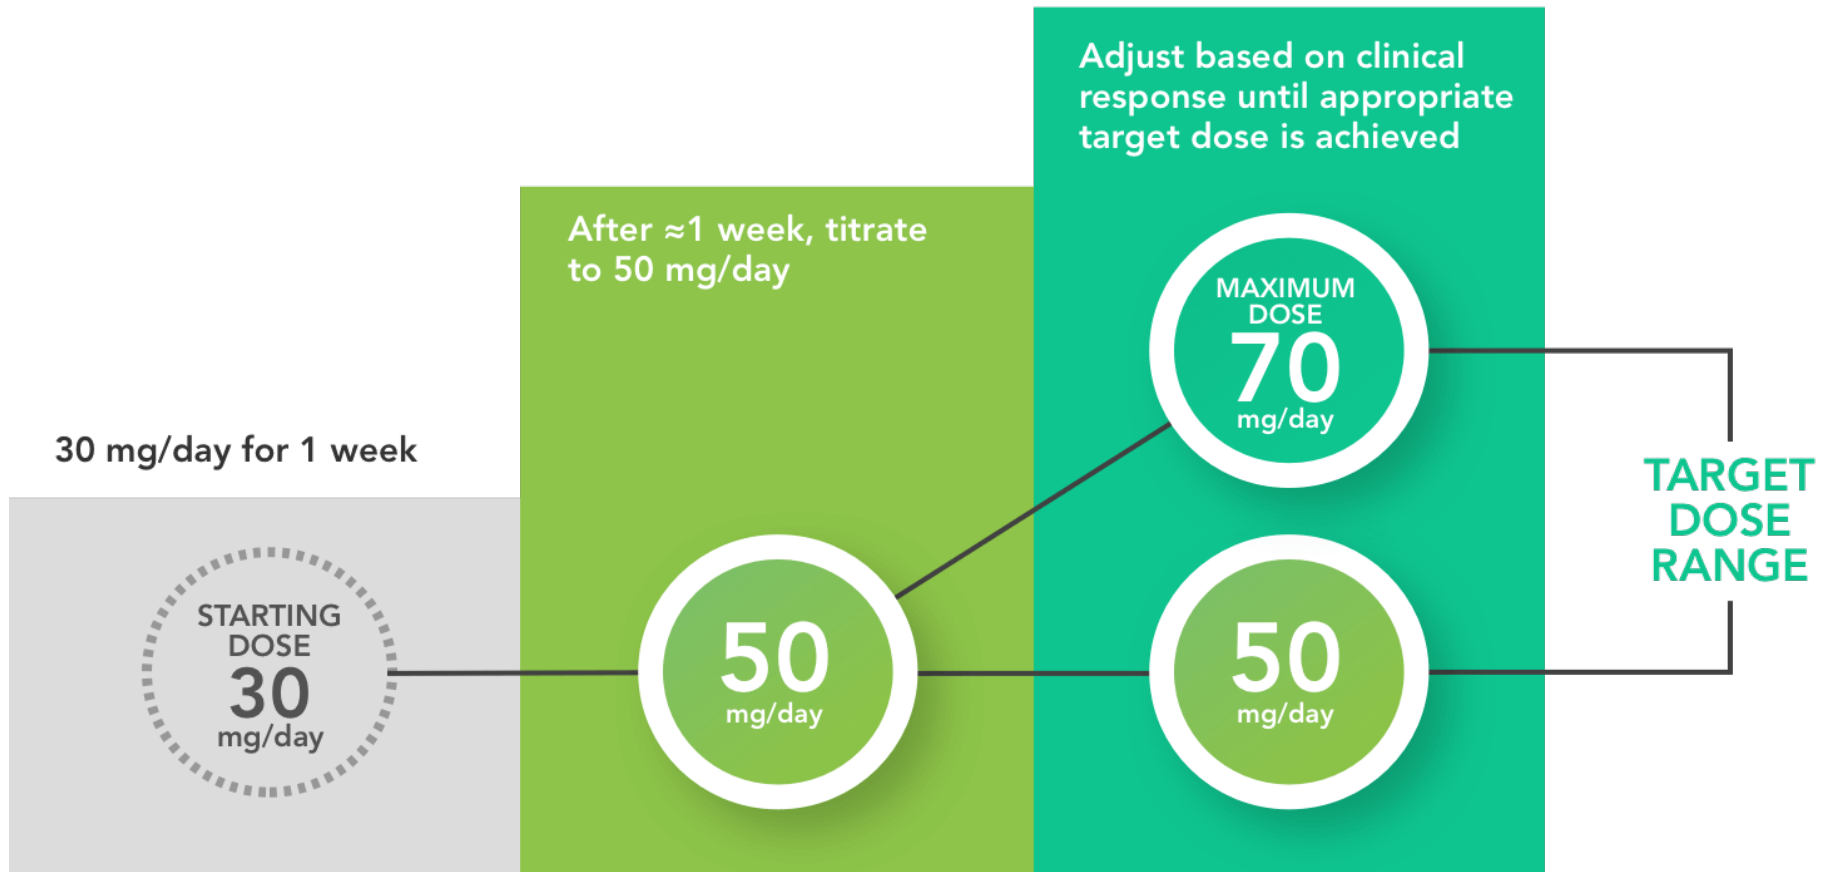 30 mg/day for 1 week
STARTING
DOSE
30
mg/day
After ≈1 week, titrate
to 50 mg/day
50
mg/day
Adjust based on clinical
response until appropriate
target dose is achieved
MAXIMUM
DOSE
70
mg/day
50
mg/day
TARGET
DOSE
RANGE